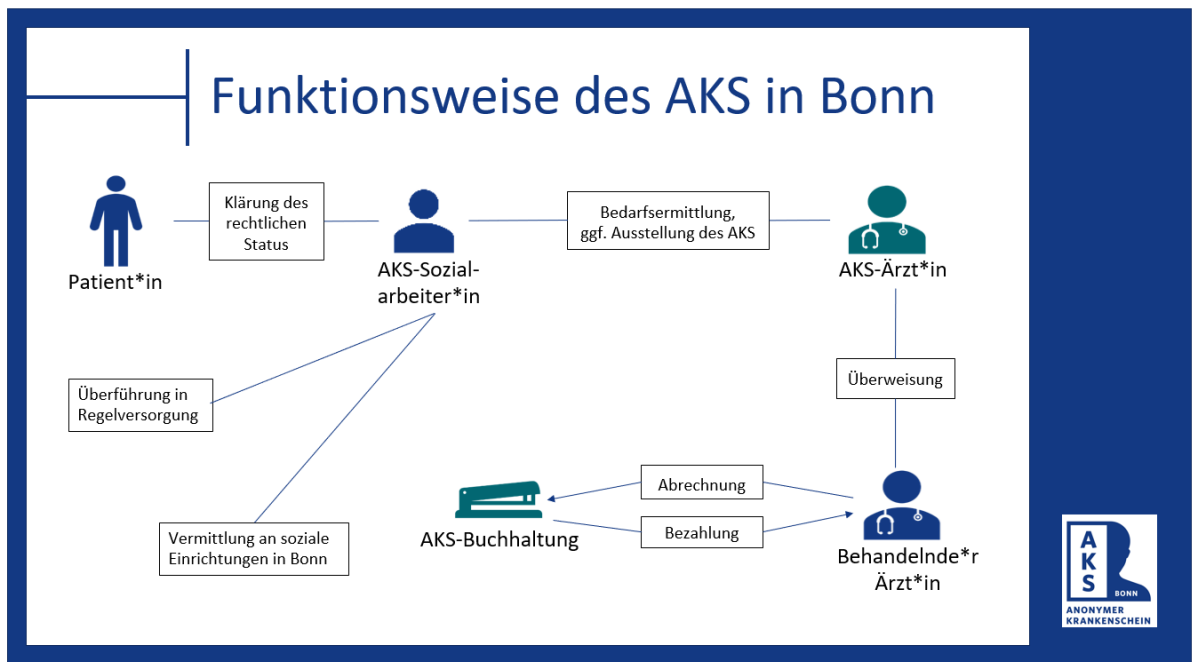 Funktionsweise des AKS in Bonn
Klärung des
rechtlichen
Status
Bedarfsermittlung,
ggf. Ausstellung des AKS
Patient*in
AKS-Sozial-
arbeiter*in
AKS-Ärzt*in
Überführung in
Regelversorgung
Überweisung
Vermittlung an soziale
Einrichtungen in Bonn
AKS-Buchhaltung
Abrechnung
Bezahlung
Behandelnde*r
Ärzt*in
A
K
S
BONN
ANONYMER
KRANKENSCHEIN